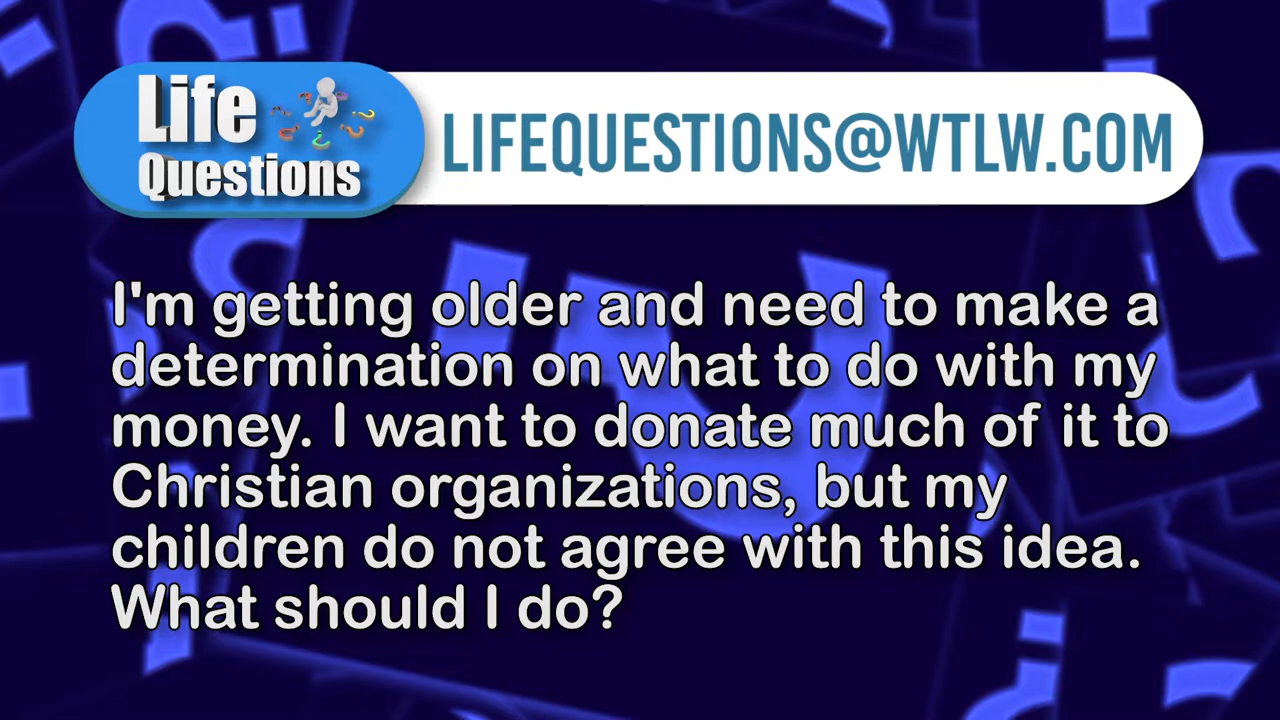 Life
Questions
LIFEQUESTIONS@WTLW.COM
I'm getting older and need to make a
determination on what to do with my
money. I want to donate much of it to
Christian organizations, but my
children do not agree with this idea.
What should I do?